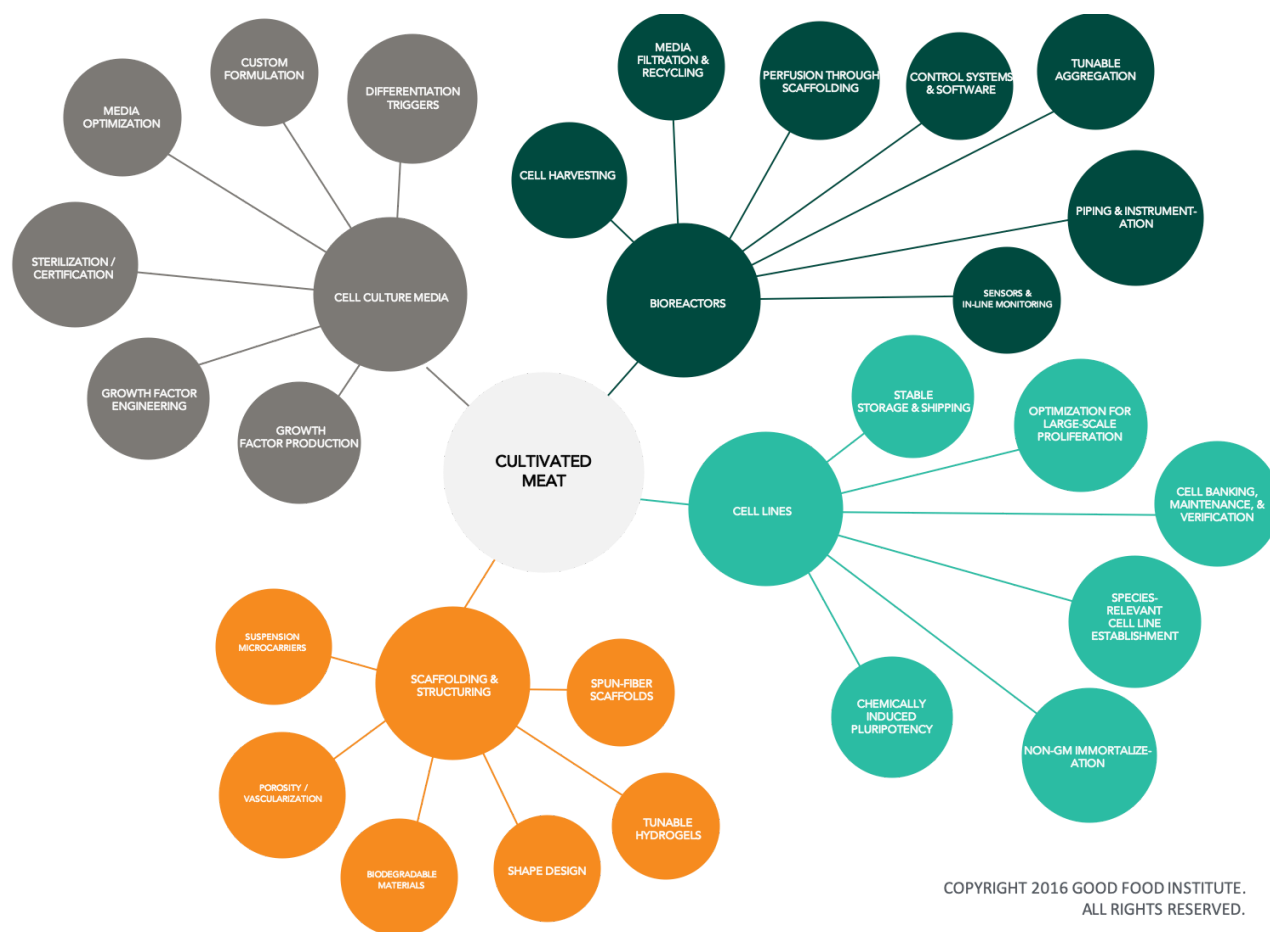 CUSTOM
FORMULATION
DIFFERENTIATION
TRIGGERS
MEDIA
OPTIMIZATION
STERILIZATION /
CERTIFICATION
CELL CULTURE MEDIA
GROWTH FACTOR
ENGINEERING
GROWTH
FACTOR PRODUCTION
MEDIA
FILTRATION &
RECYCLING
PERFUSION THROUGH
SCAFFOLDING
CONTROL SYSTEMS
& SOFTWARE
TUNABLE
AGGREGATION
CELL HARVESTING
PIPING & INSTRUMENT-
ATION
BIOREACTORS
SENSORS &
IN-LINE MONITORING
CULTIVATED
MEAT
STABLE
STORAGE & SHIPPING
OPTIMIZATION FOR
LARGE-SCALE
PROLIFERATION
CELL BANKING,
MAINTENANCE, &
VERIFICATION
CELL LINES
SPECIES-
RELEVANT
CELL LINE
ESTABLISHMENT
CHEMICALLY
INDUCED
PLURIPOTENCY
NON-GM IMMORTALIZE-
ATION
SUSPENSION
MICROCARRIERS
SCAFFOLDING &
STRUCTURING
SPUN-FIBER
SCAFFOLDS
POROSITY /
VASCULARIZATION
TUNABLE
HYDROGELS
BIODEGRADABLE
MATERIALS
SHAPE DESIGN
COPYRIGHT 2016 GOOD FOOD INSTITUTE.
ALL RIGHTS RESERVED.